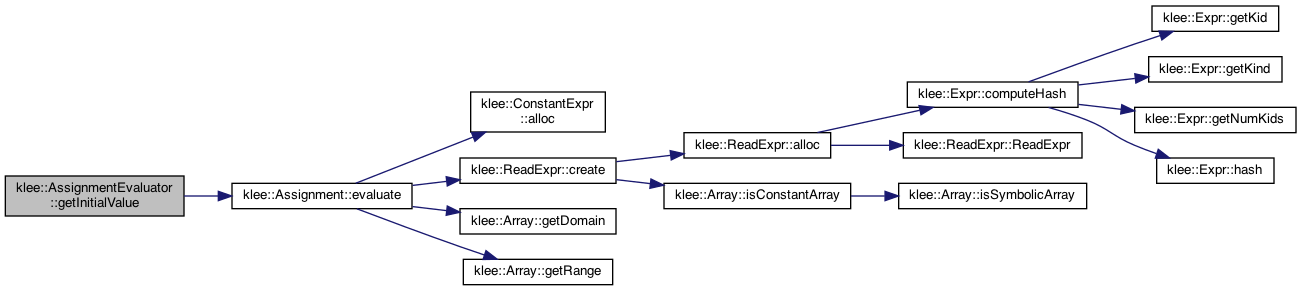 klee::AssignmentEvaluator
::getInitialValue
klee::Assignment::evaluate
klee::ConstantExpr
::alloc
klee::ReadExpr::create
klee::Array::getDomain
klee::Array::getRange
klee::ReadExpr::alloc
klee::Array::isConstantArray
klee::Expr::computeHash
klee::ReadExpr::ReadExpr
klee::Array::isSymbolicArray
klee::Expr::getKid
klee::Expr::getKind
klee::Expr::getNumKids
klee::Expr::hash